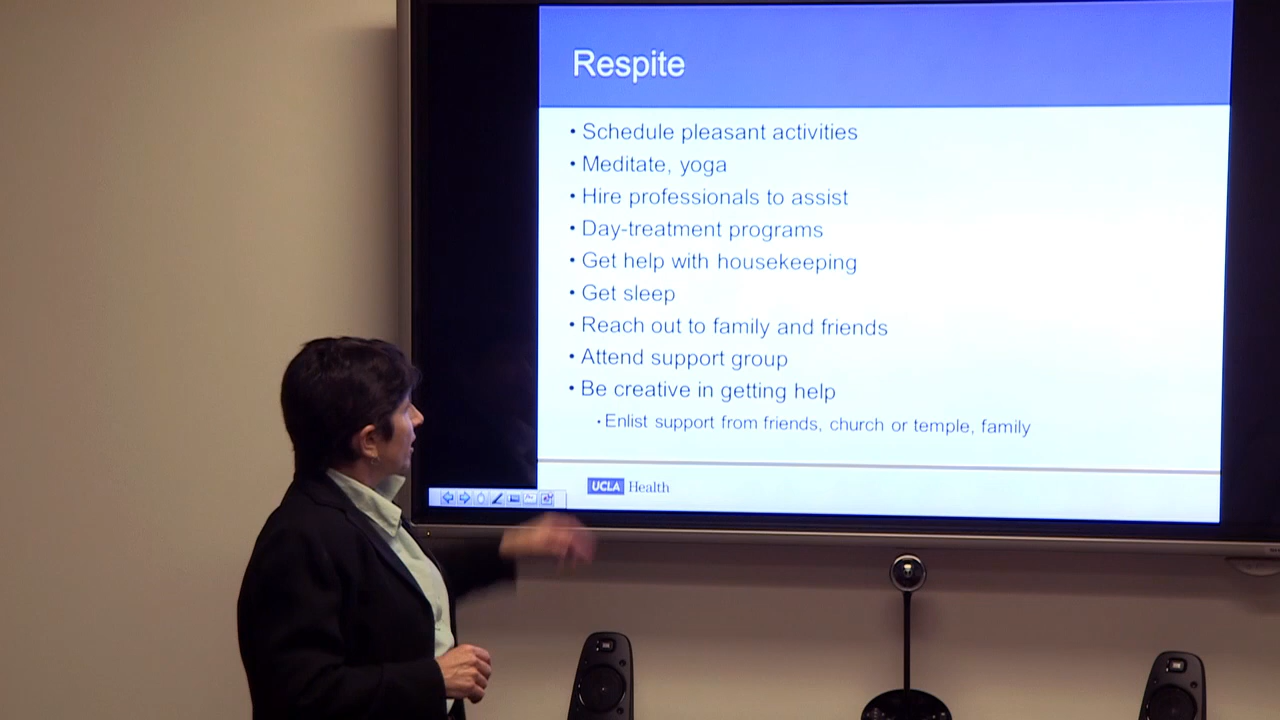 Respite
• Schedule pleasant activities
• Meditate, yoga
• Hire professionals to assist
• Day-treatment programs
• Get help with housekeeping
• Get sleep
• Reach out to family and friends
• Attend support group
• Be creative in getting help
• Enlist support from friends, church or temple, family
UCLA Health